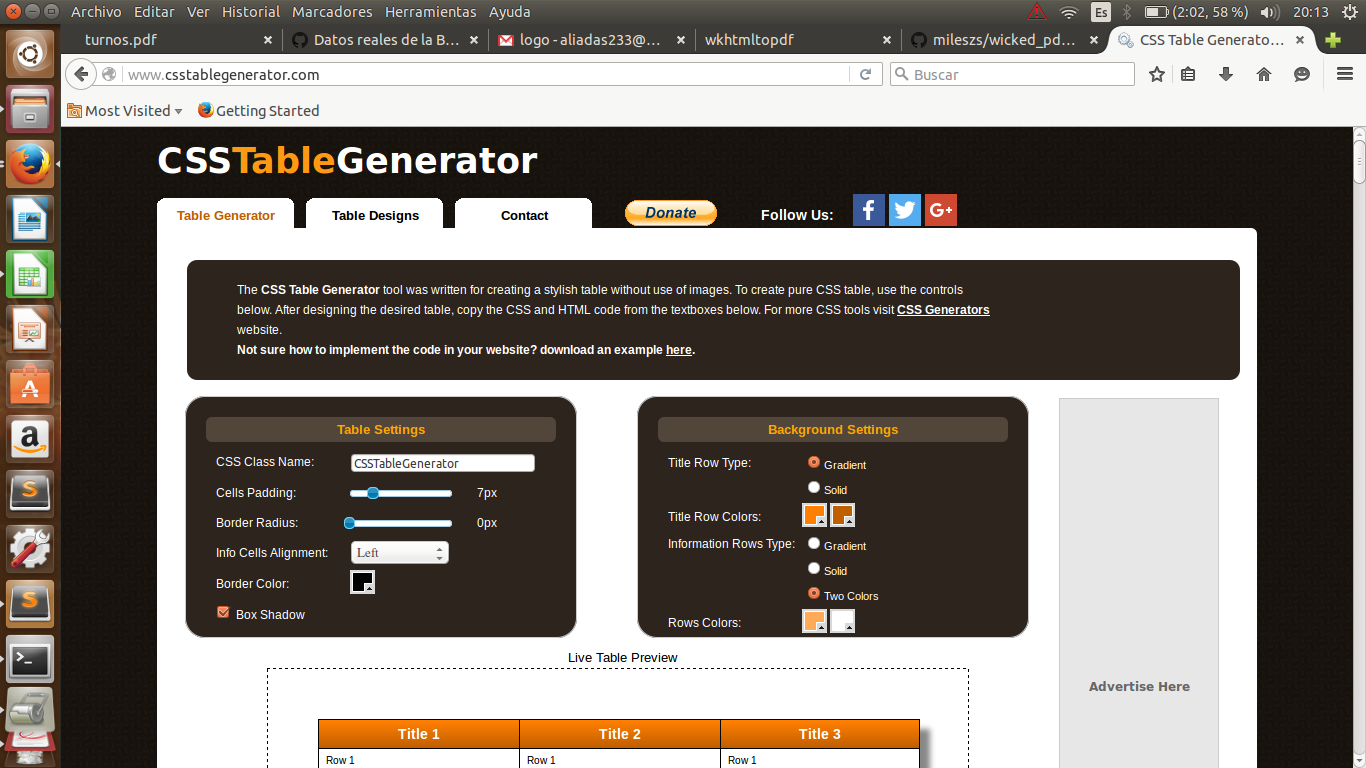 Archivo Editar Ver Historial Marcadores Herramientas Ayuda
Es (2:02, 58 %) 20:13
turnos.pdf × Datos reales de la B... × logo - aliadas233@... × wkhtmltopdf × mileszs/wicked_pd... × CSS Table Generato... ×
www.csstablegenerator.com
Buscar
Most Visited Getting Started
CSSTableGenerator
Table Generator Table Designs Contact Donate Follow Us:
The CSS Table Generator tool was written for creating a stylish table without use of images. To create pure CSS table, use the controls
below. After designing the desired table, copy the CSS and HTML code from the textboxes below. For more CSS tools visit CSS Generators
website.
Not sure how to implement the code in your website? download an example here.
Table Settings
CSS Class Name: CSSTableGenerator
Cells Padding: 7px
Border Radius: 0px
Info Cells Alignment: Left
Border Color:
Box Shadow
Background Settings
Title Row Type: Gradient
Solid
Title Row Colors:
Information Rows Type: Gradient
Solid
Two Colors
Rows Colors:
Advertise Here
Live Table Preview
Title 1 Title 2 Title 3
Row 1 Row 1 Row 1